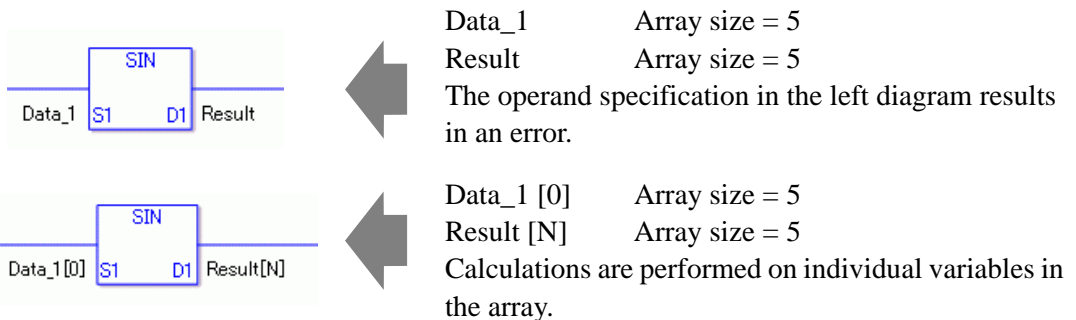 SIN
Data_1 S1 D1 Result
Data_1 Array size = 5
Result Array size = 5
The operand specification in the left diagram results
in an error.
SIN
Data_1[0] S1 D1 Result[N]
Data_1 [0] Array size = 5
Result [N] Array size = 5
Calculations are performed on individual variables in
the array.